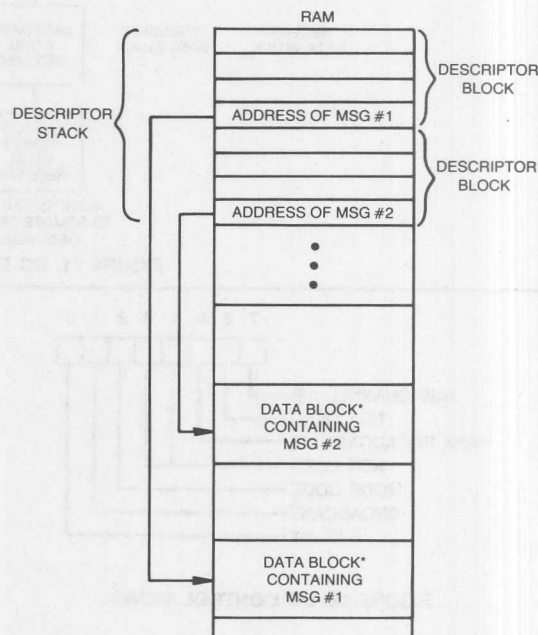 RAM
DESCRIPTOR
STACK
ADDRESS OF MSG #1
DESCRIPTOR
BLOCK
ADDRESS OF MSG #2
DESCRIPTOR
BLOCK
DATA BLOCK*
CONTAINING
MSG #2
DATA BLOCK*
CONTAINING
MSG #1